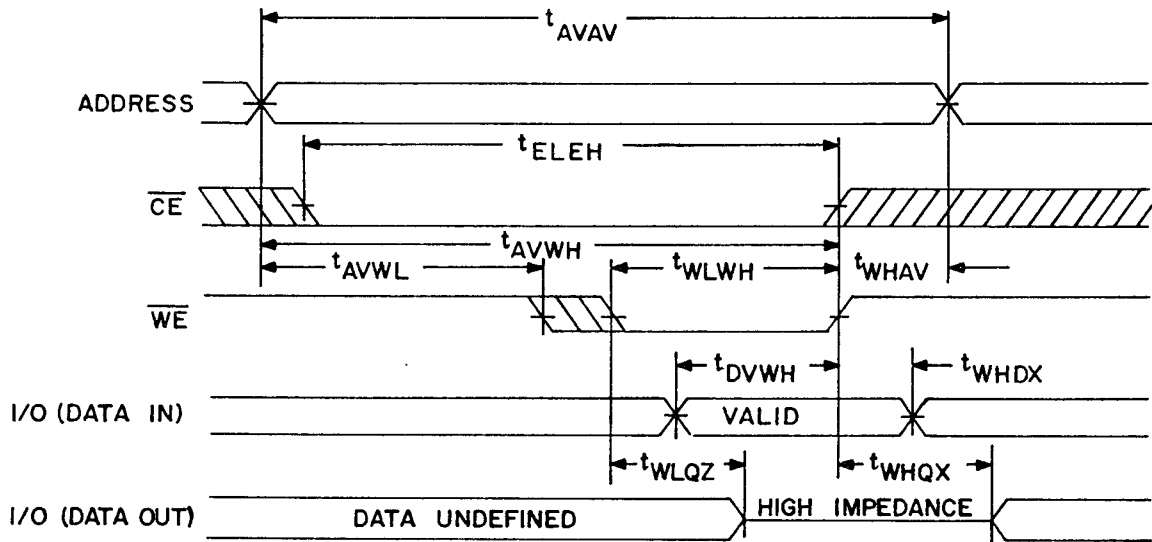 tAVAV
ADDRESS
tELEH
CE
tAVWH
tAVWL
tWLWH
tWHAV
WE
tDVWH
tWHDX
I/O (DATA IN)
VALID
tWLQZ
tWHQX
I/O (DATA OUT)
DATA UNDEFINED
HIGH IMPEDANCE